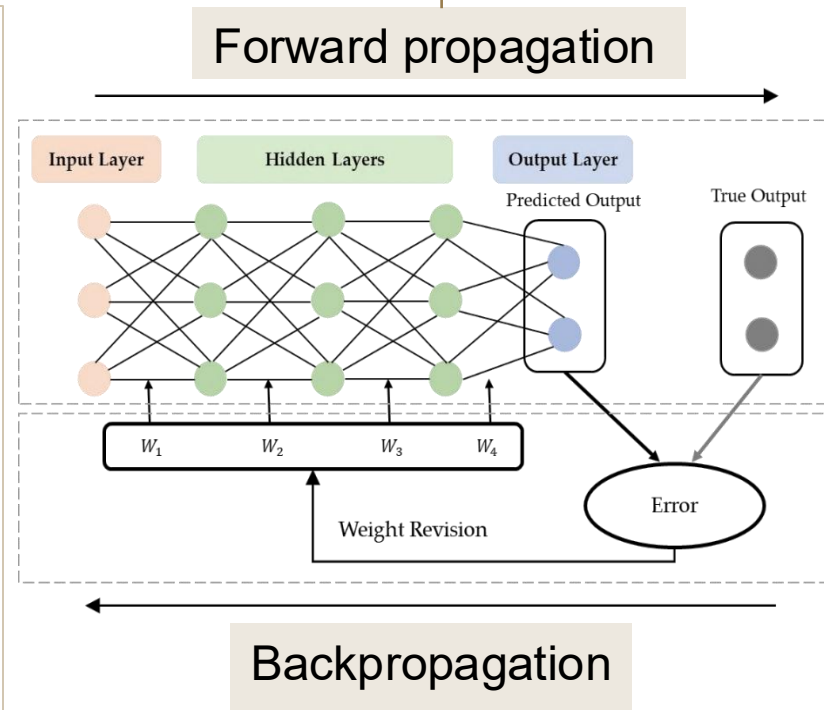 Forward propagation
Input Layer
Hidden Layers
Output Layer
Predicted Output
True Output
W₁
W₂
W₃
W₄
Error
Weight Revision
Backpropagation